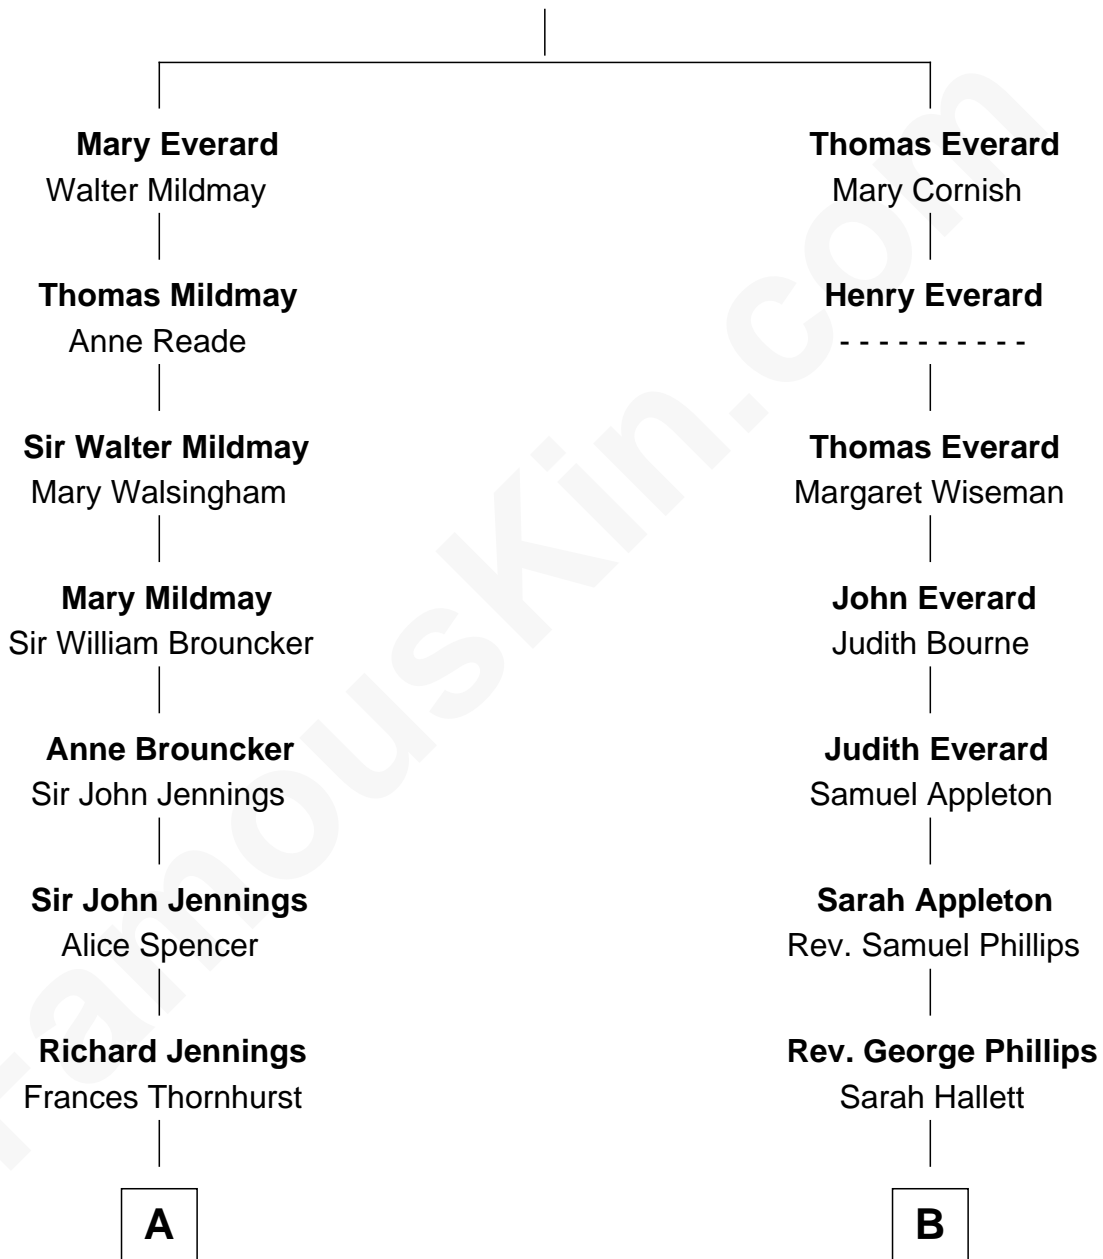 Mary Everard
Walter Mildmay
Thomas Everard
Mary Cornish
Thomas Mildmay
Anne Reade
Henry Everard
- - - - - - - - - -
Sir Walter Mildmay
Mary Walsingham
Thomas Everard
Margaret Wiseman
Mary Mildmay
Sir William Brouncker
John Everard
Judith Bourne
Anne Brouncker
Sir John Jennings
Judith Everard
Samuel Appleton
Sir John Jennings
Alice Spencer
Sarah Appleton
Rev. Samuel Phillips
Richard Jennings
Frances Thornhurst
Rev. George Phillips
Sarah Hallett
A
B
FamousKin.com